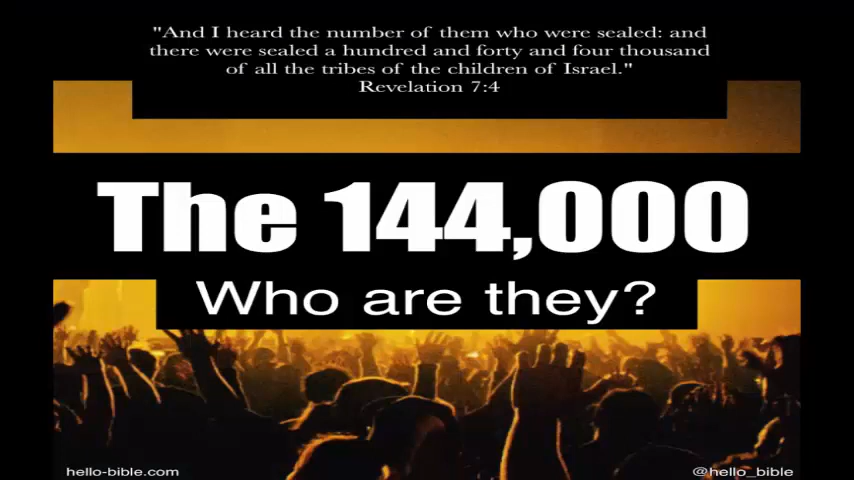 "And I heard the number of them who were sealed: and
there were sealed a hundred and forty and four thousand
of all the tribes of the children of Israel."
Revelation 7:4
The 144,000
Who are they?
hello-bible.com
@hello_bible